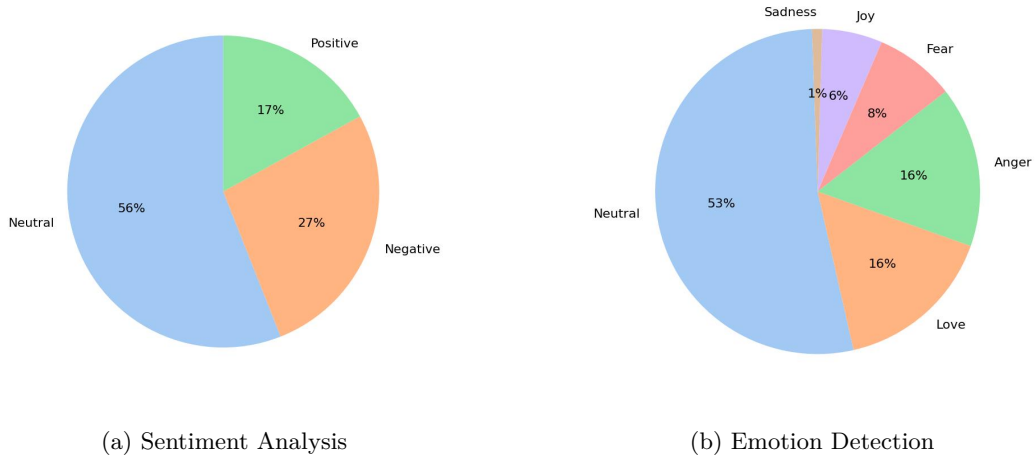 Positive
17%
56%
Neutral
27%
Negative
(a) Sentiment Analysis
Sadness
Joy
Fear
1%
6%
8%
Anger
16%
53%
Neutral
16%
Love
(b) Emotion Detection